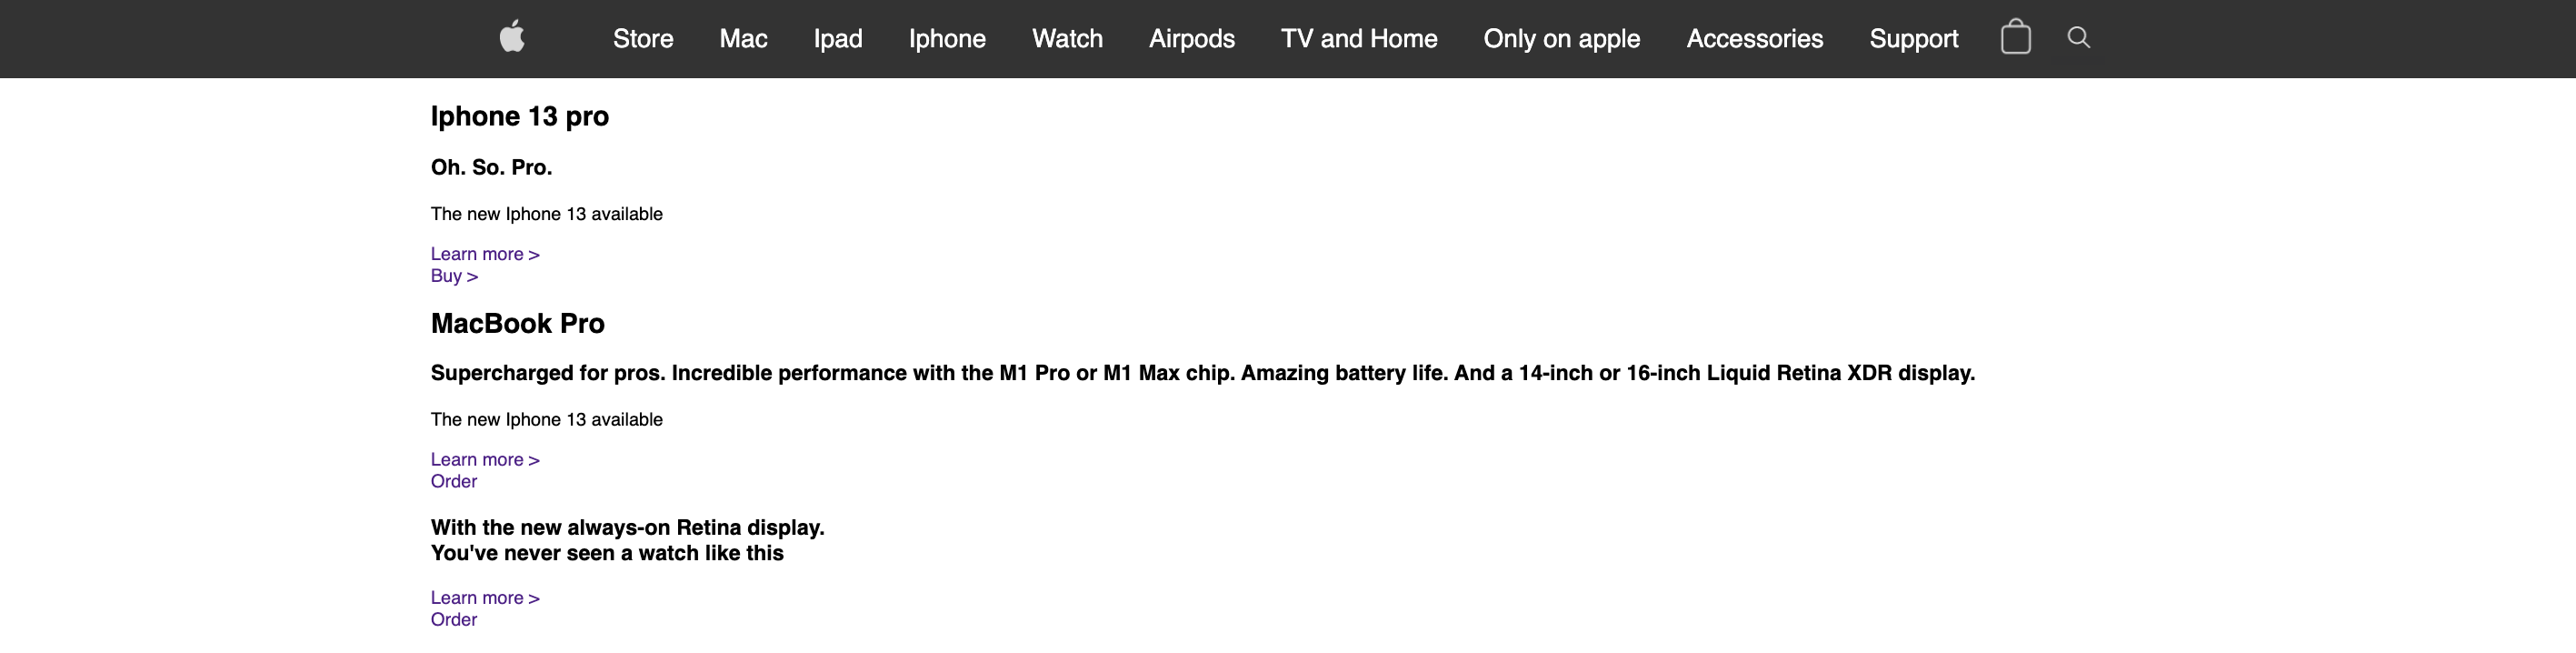 Store Mac Ipad Iphone Watch Airpods TV and Home Only on apple Accessories Support
Iphone 13 pro
Oh. So. Pro.
The new Iphone 13 available
Learn more >
Buy >
MacBook Pro
Supercharged for pros. Incredible performance with the M1 Pro or M1 Max chip. Amazing battery life. And a 14-inch or 16-inch Liquid Retina XDR display.
The new Iphone 13 available
Learn more >
Order
With the new always-on Retina display.
You've never seen a watch like this
Learn more >
Order